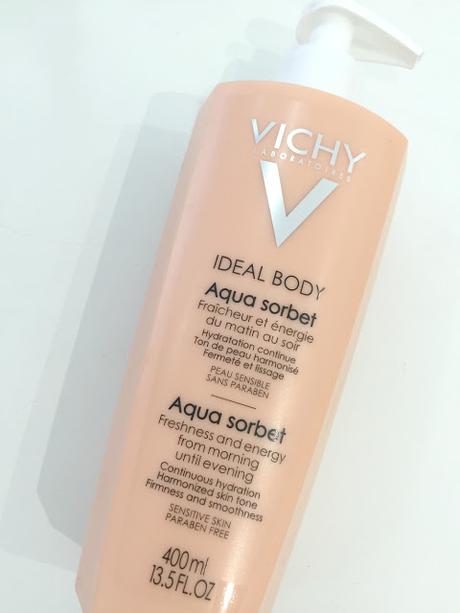 VICHY
LABORATOIRES
V
IDEAL BODY
Aqua sorbet
Fraîcheur et énergie
du matin au soir
Hydratation continue
Ton de peau harmonisé
Fermeté et lissage
PEAU SENSIBLE
SANS PARABEN
Aqua sorbet
Freshness and energy
from morning
until evening
Continuous hydration
Harmonized skin tone
Firmness and smoothness
SENSITIVE SKIN
PARABEN FREE
400 ml
13.5 FL.OZ